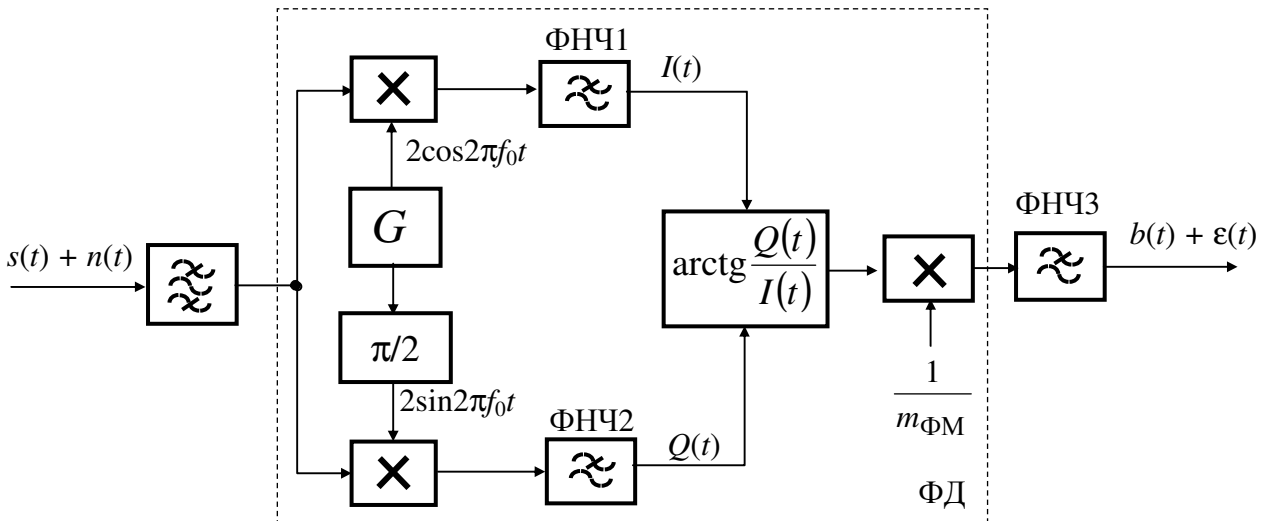 ФНЧ1
I(t)
2cos2πf₀t
G
s(t) + n(t)
π/2
2sin2πf₀t
ФНЧ2
Q(t)
arctg Q(t)/I(t)
ФНЧ3
b(t) + ε(t)
1/mФМ
ФД